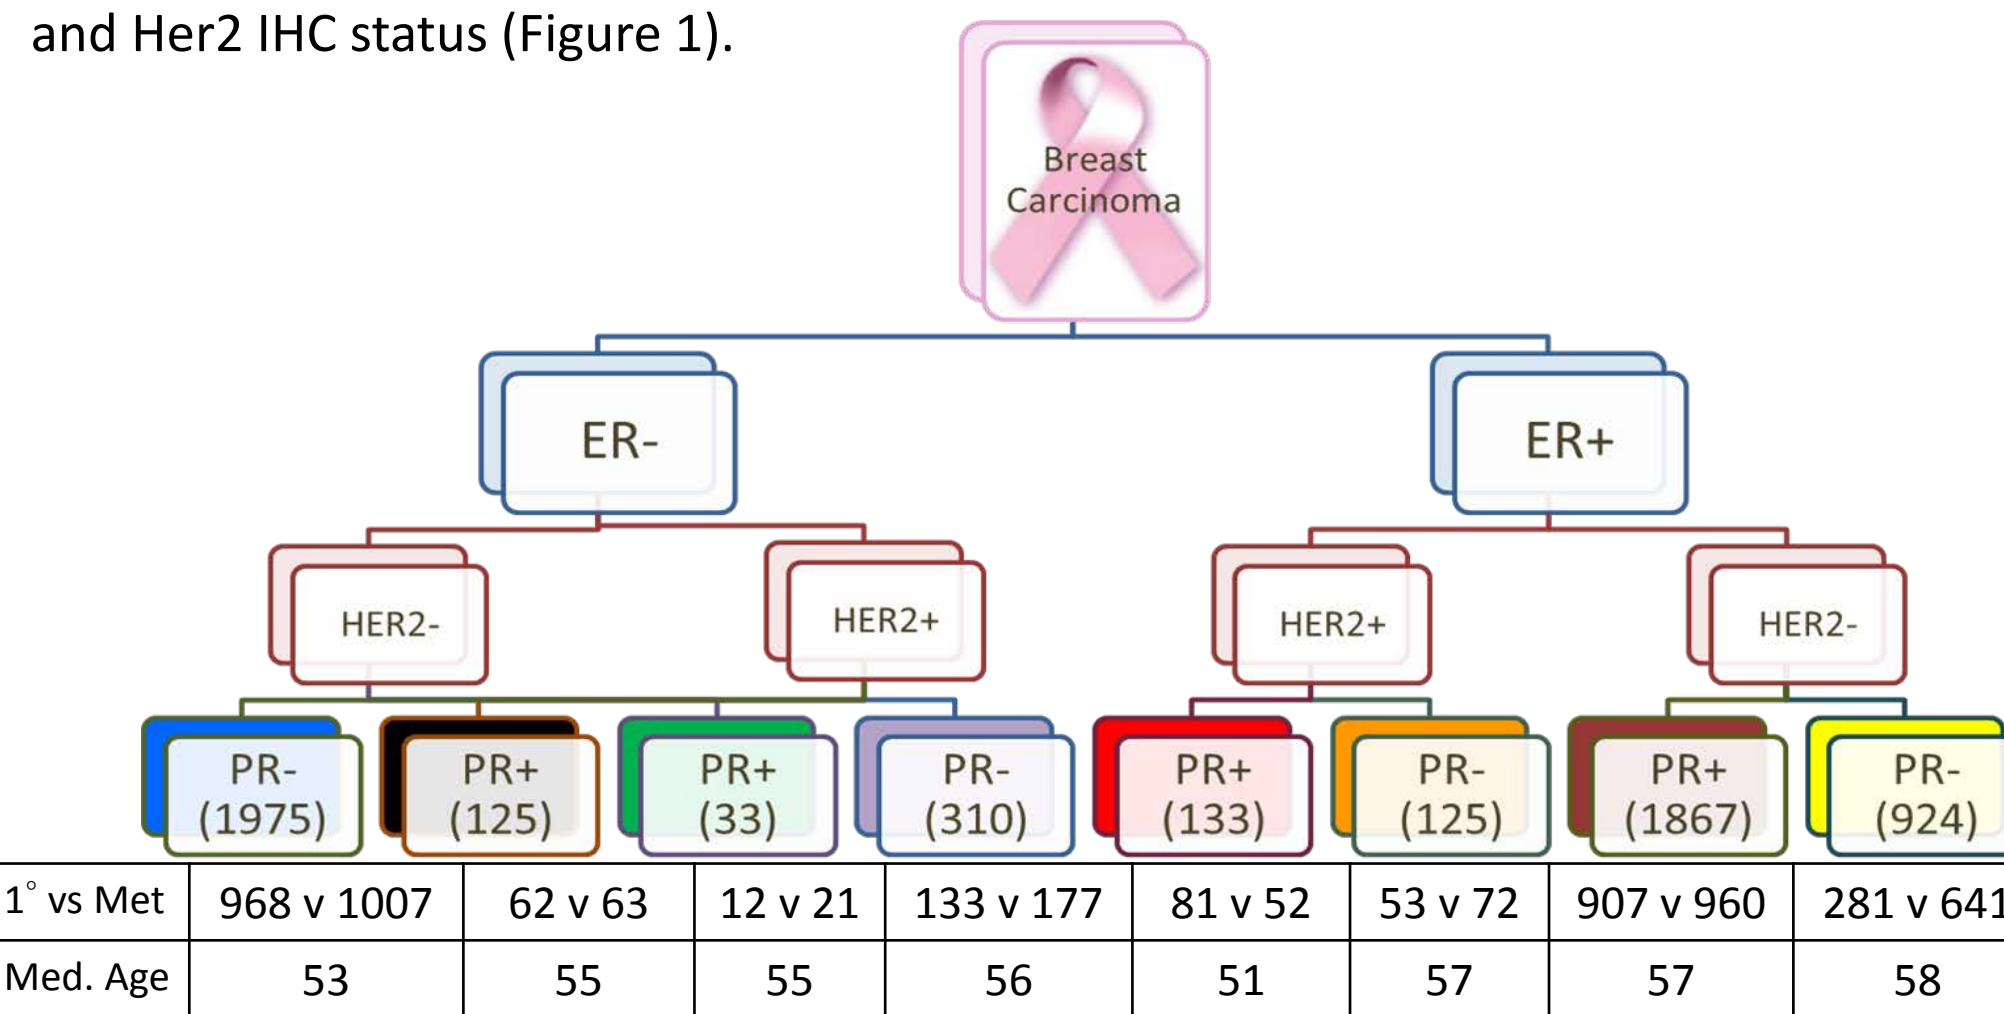 and Her2 IHC status (Figure 1).
Breast
Carcinoma
ER-
ER+
HER2-
HER2+
HER2+
HER2-
PR-
(1975)
PR+
(125)
PR+
(33)
PR-
(310)
PR+
(133)
PR-
(125)
PR+
(1867)
PR-
(924)
1° vs Met 968 v 1007 62 v 63 12 v 21 133 v 177 81 v 52 53 v 72 907 v 960 281 v 641
Med. Age 53 55 55 56 51 57 57 58